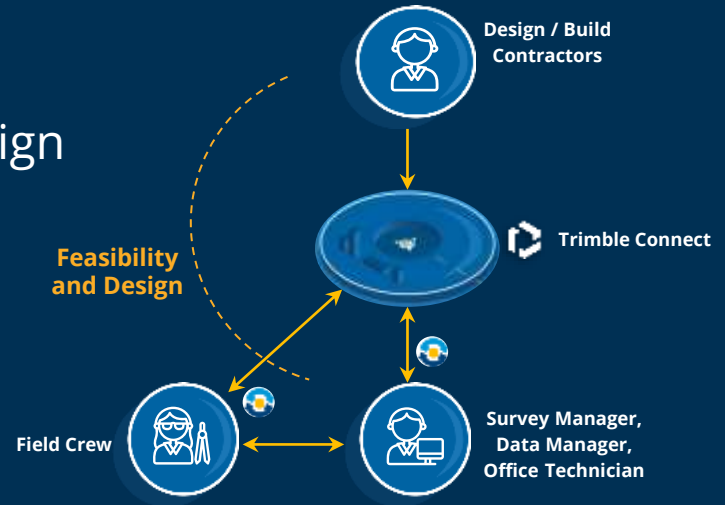 Design / Build
Contractors
ign
Trimble Connect
Feasibility
and Design
Field Crew
Survey Manager,
Data Manager,
Office Technician